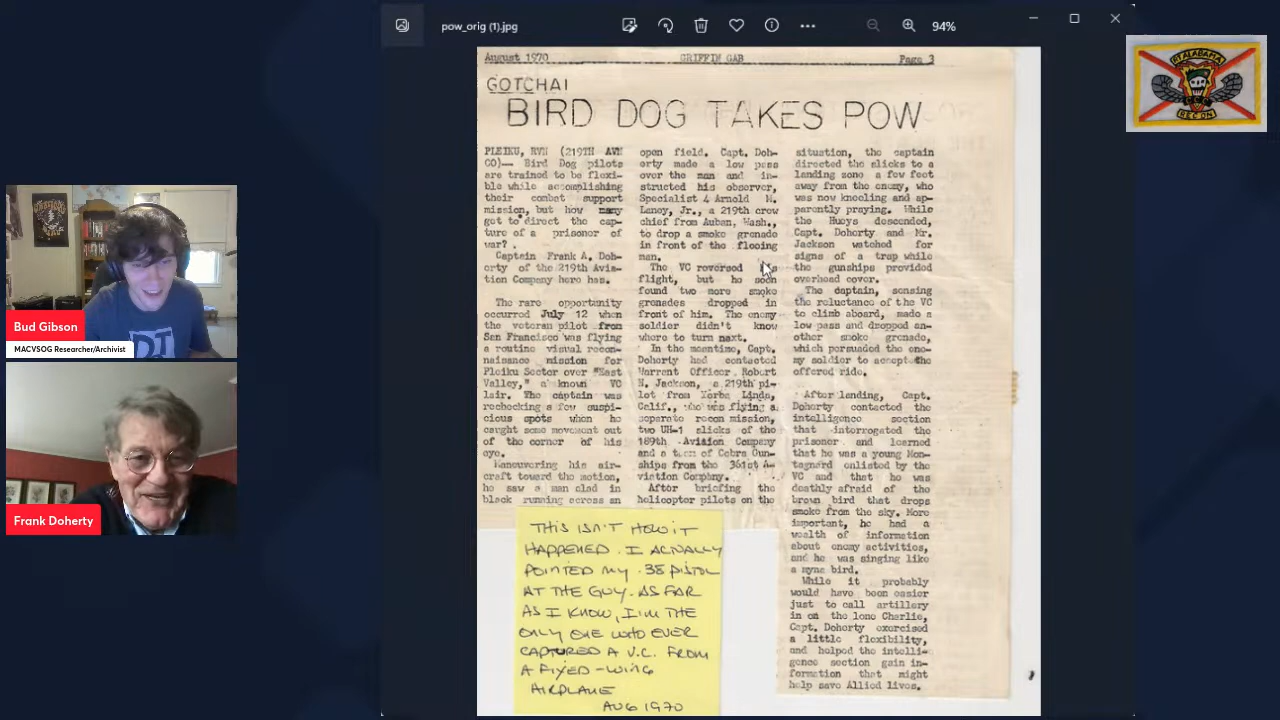 pow_orig (1).jpg
94%
August 1970
GRIFFIN GAB
Page 3
GOTCHA!
BIRD DOG TAKES POW
PLEIKU, RVN (219TH AVN
CO)— Bird Dog pilots
are trained to be flexi-
ble while accomplishing
their combat support
mission, but how many
get to direct the cap-
ture of a prisoner of
war?
Captain Frank A. Doh-
erty of the 219th Avia-
tion Company here has.
The rare opportunity
occurred July 12 when
the veteran pilot from
San Francisco was flying
a routine visual recon-
naisance mission for
Pleiku Sector over "East
Valley," a known VC
lair. The captain was
rechecking a few suspi-
cious spots when he
caught some movement out
of the corner of his
eye.
Maneuvering his air-
craft toward the motion,
he saw a man clad in
black running across an
open field. Capt. Doh-
erty made a low pass
over the man and in-
structed his observer,
Specialist 4 Arnold M.
Laney, Jr., a 219th crew
chief from Auban, Wash.,
to drop a smoke grenade
in front of the fleeing
man.
The VC reversed his
flight, but he soon
found two more smoke
grenades dropped in
front of him. The enemy
soldier didn't know
where to turn next.
In the meantime, Capt.
Doherty had contacted
Warrant Officer Robert
N. Jackson, a 219th pi-
lot from Yorba Linda,
Calif., who was flying a
separate recon mission,
two UH-1 slicks of the
189th Aviation Company
and a team of Cobra Gun-
ships from the 361st A-
viation Company.
After briefing the
helicopter pilots on the
situation, the captain
directed the slicks to a
landing zone a few feet
away from the enemy, who
was now kneeling and ap-
parently praying. While
the Hueys descended,
Capt. Doherty and Mr.
Jackson watched for
signs of a trap while
the gunships provided
overhead cover.
The captain, sensing
the reluctance of the VC
to climb aboard, made a
low pass and dropped an-
other smoke grenade,
which persuaded the ene-
my soldier to accept the
offered ride.
After landing, Capt.
Doherty contacted the
intelligence section
that interrogated the
prisoner and learned
that he was a young Mon-
tagnard enlisted by the
VC and that he was
deathly afraid of the
brown bird that drops
smoke from the sky. More
important, he had a
wealth of information
about enemy activities,
and he was singing like
a myna bird.
While it probably
would have been easier
just to call artillery
in on the lone Charlie,
Capt. Doherty exercised
a little flexibility,
and helped the intelli-
gence section gain in-
formation that might
help save Allied lives.
THIS ISN'T HOW IT
HAPPENED. I ACTUALLY
POINTED MY .38 PISTOL
AT THE GUY. AS FAR
AS I KNOW, I'M THE
ONLY ONE WHO EVER
CAPTURED A V.C. FROM
A FIXED-WING
AIRPLANE
AUG 1970
Bud Gibson
MACVSOG Researcher/Archivist
Frank Doherty
RT ALABAMA
RECON